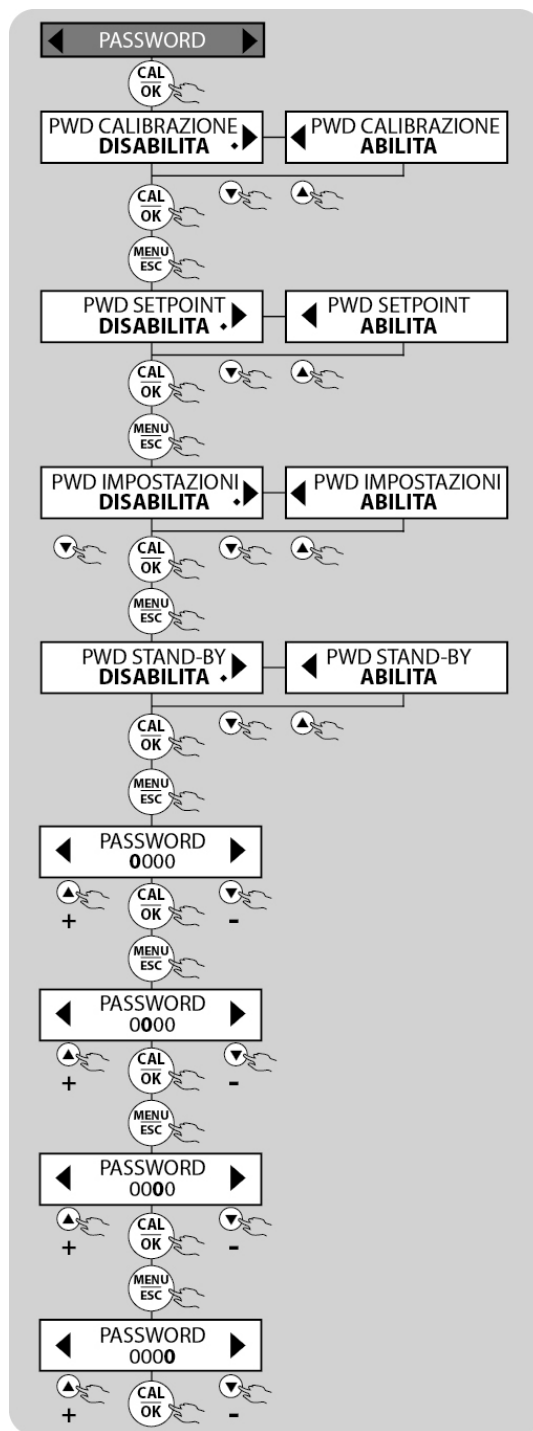 PASSWORD
CAL
OK
PWD CALIBRAZIONE
DISABILITA
PWD CALIBRAZIONE
ABILITA
CAL
OK
MENU
ESC
PWD SETPOINT
DISABILITA
PWD SETPOINT
ABILITA
CAL
OK
MENU
ESC
PWD IMPOSTAZIONI
DISABILITA
PWD IMPOSTAZIONI
ABILITA
CAL
OK
MENU
ESC
PWD STAND-BY
DISABILITA
PWD STAND-BY
ABILITA
CAL
OK
MENU
ESC
PASSWORD
0000
CAL
OK
+ -
MENU
ESC
PASSWORD
0000
CAL
OK
+ -
MENU
ESC
PASSWORD
0000
CAL
OK
+ -
MENU
ESC
PASSWORD
0000
CAL
OK
+ -